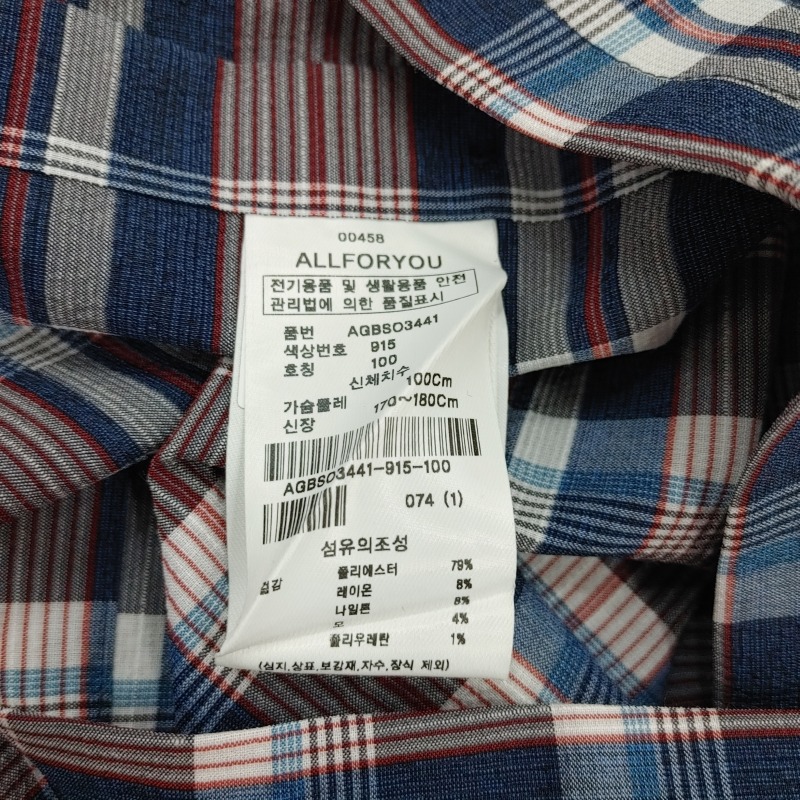 00458
ALLFORYOU
전기용품 및 생활용품 안전
관리법에 의한 품질표시
품번 AGBSO3441
색상번호 915
호칭 100
신체치수
가슴둘레 100Cm
신장 170~180Cm
AGBSO3441-915-100
074 (1)
섬유의조성
겉감 폴리에스터 79%
레이온 8%
나일론 8%
모 4%
폴리우레탄 1%
(심지,상표,보강재,자수,장식 제외)